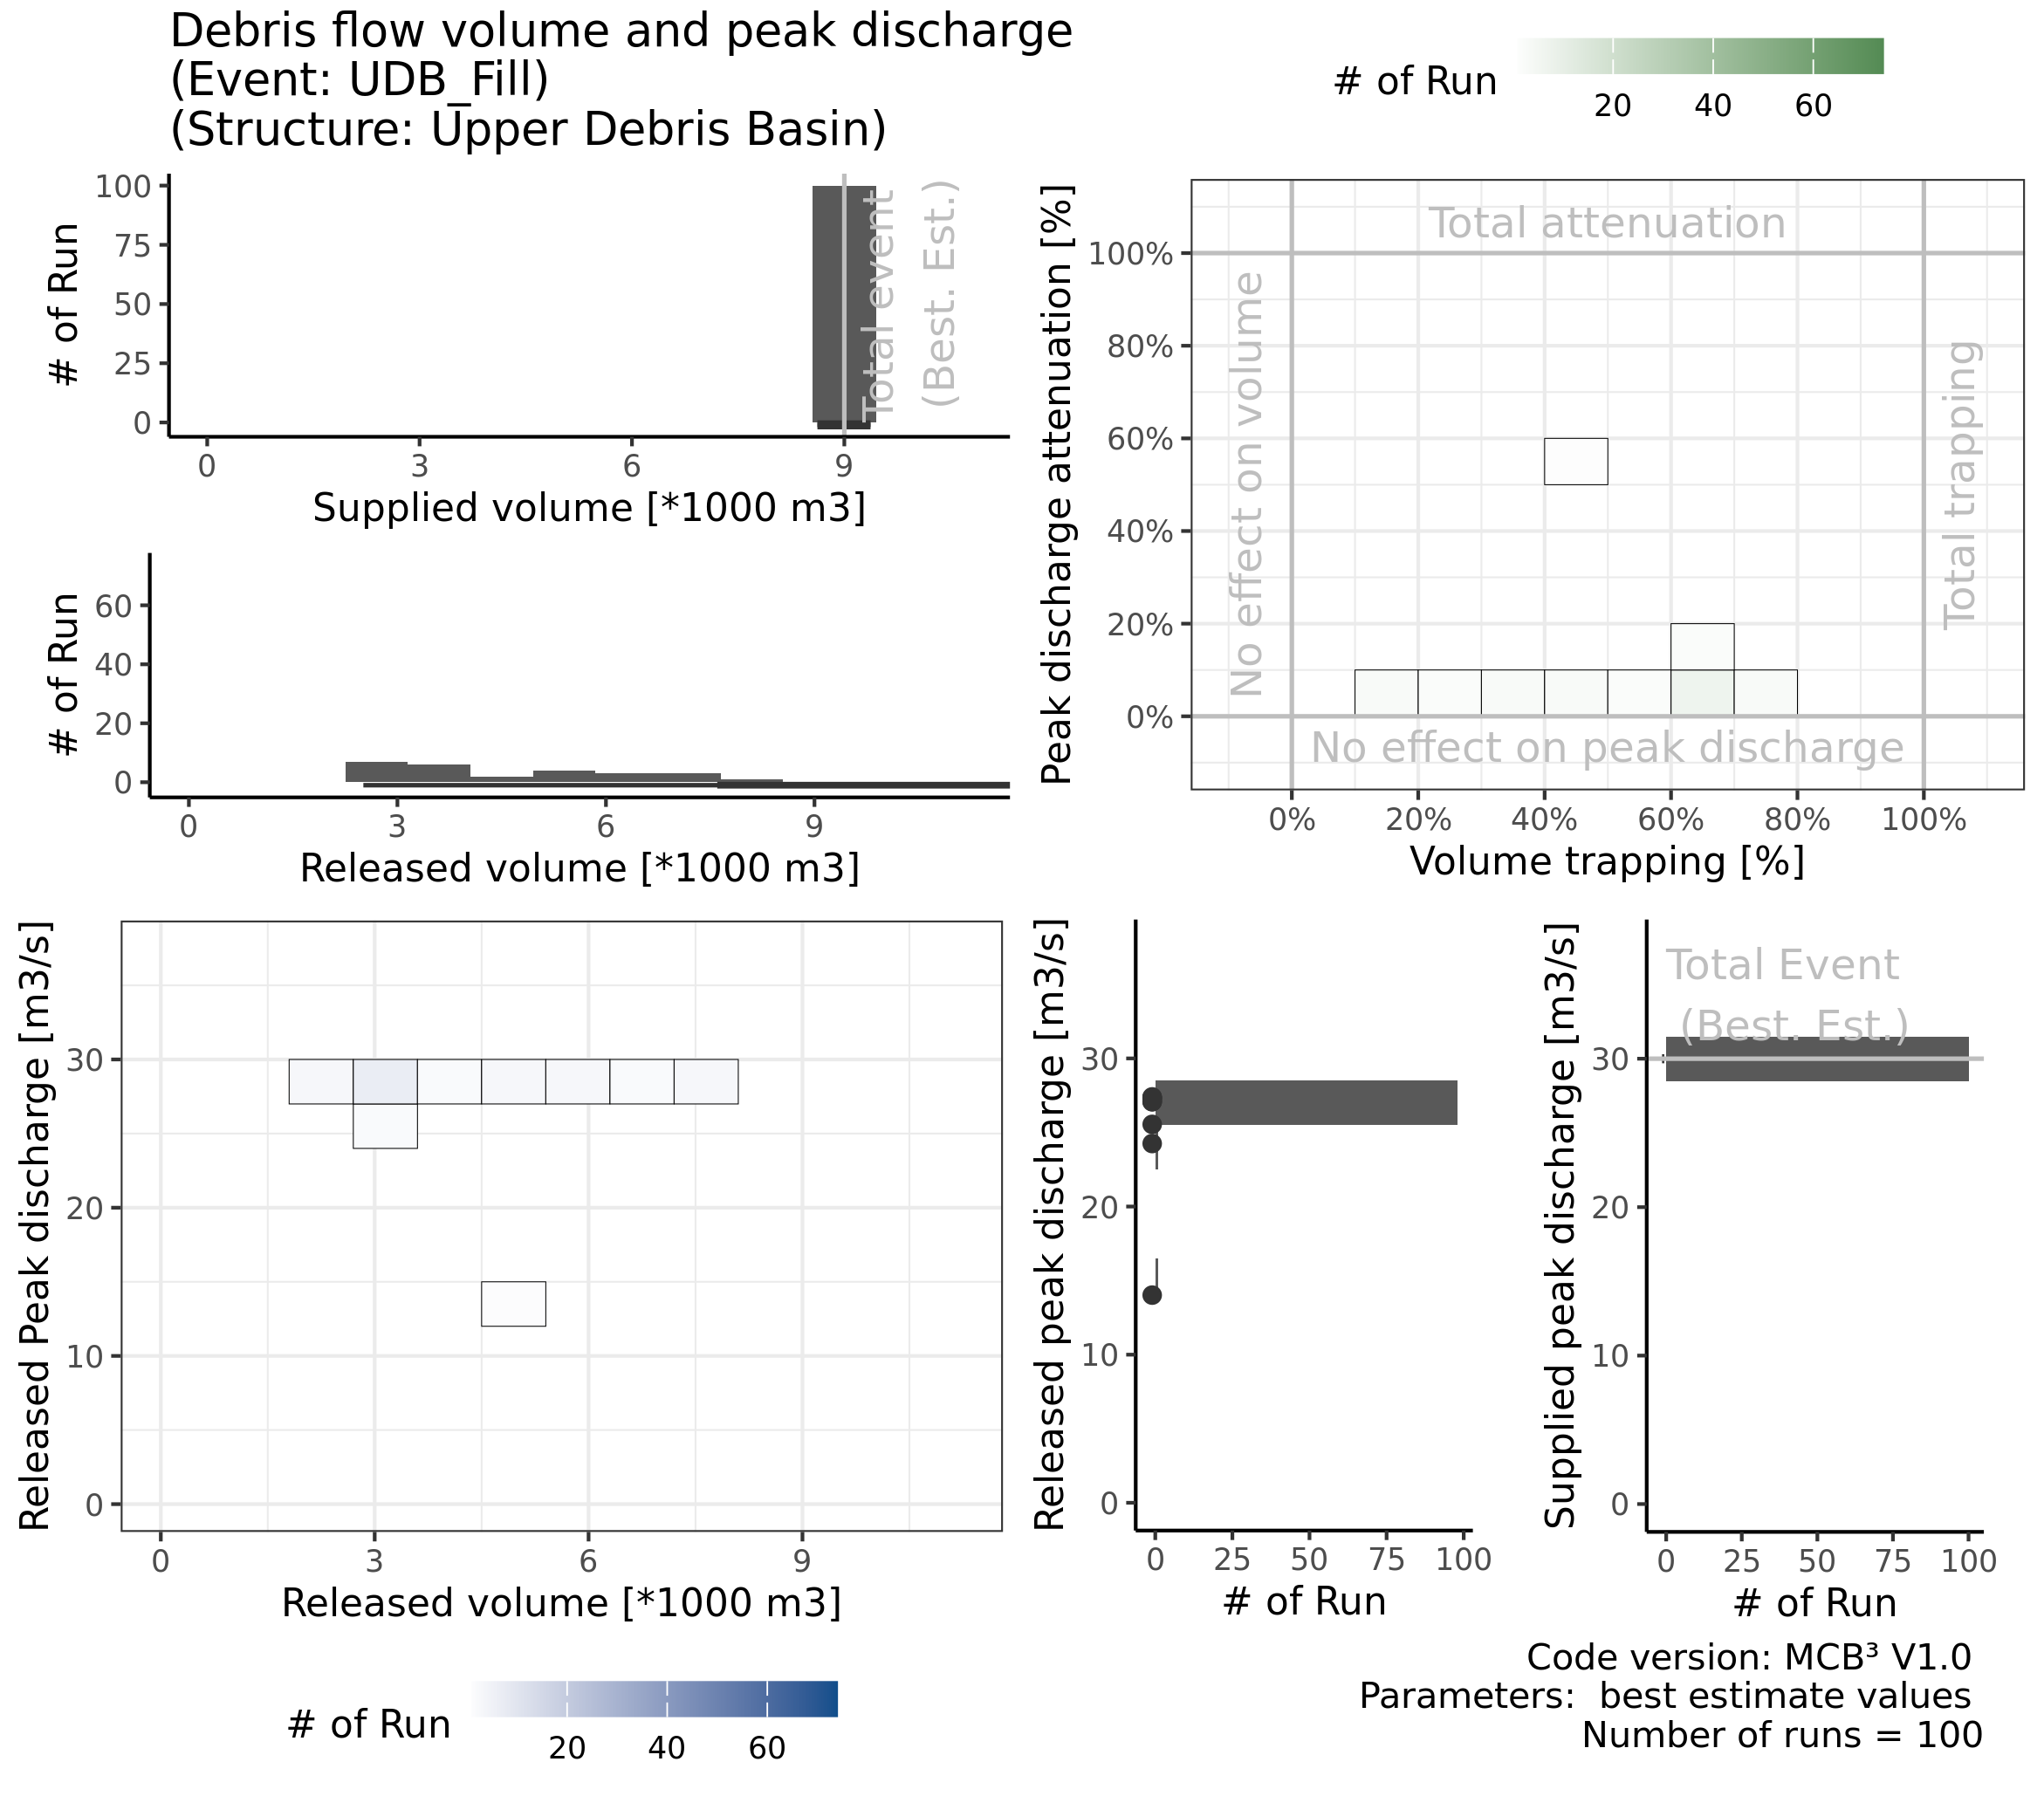 Debris flow volume and peak discharge
(Event: UDB_Fill)
(Structure: Upper Debris Basin)
# of Run
20 40 60
# of Run
100
75
50
25
0
Total event
(Best. Est.)
0 3 6 9
Supplied volume [*1000 m3]
# of Run
60
40
20
0
0 3 6 9
Released volume [*1000 m3]
Peak discharge attenuation [%]
100%
80%
60%
40%
20%
0%
Total attenuation
No effect on volume
Total trapping
No effect on peak discharge
0% 20% 40% 60% 80% 100%
Volume trapping [%]
Released Peak discharge [m3/s]
30
20
10
0
0 3 6 9
Released volume [*1000 m3]
# of Run
20 40 60
Released peak discharge [m3/s]
30
20
10
0
0 25 50 75 100
# of Run
Supplied peak discharge [m3/s]
Total Event
(Best. Est.)
30
20
10
0
0 25 50 75 100
# of Run
Code version: MCB³ V1.0
Parameters:  best estimate values
Number of runs = 100